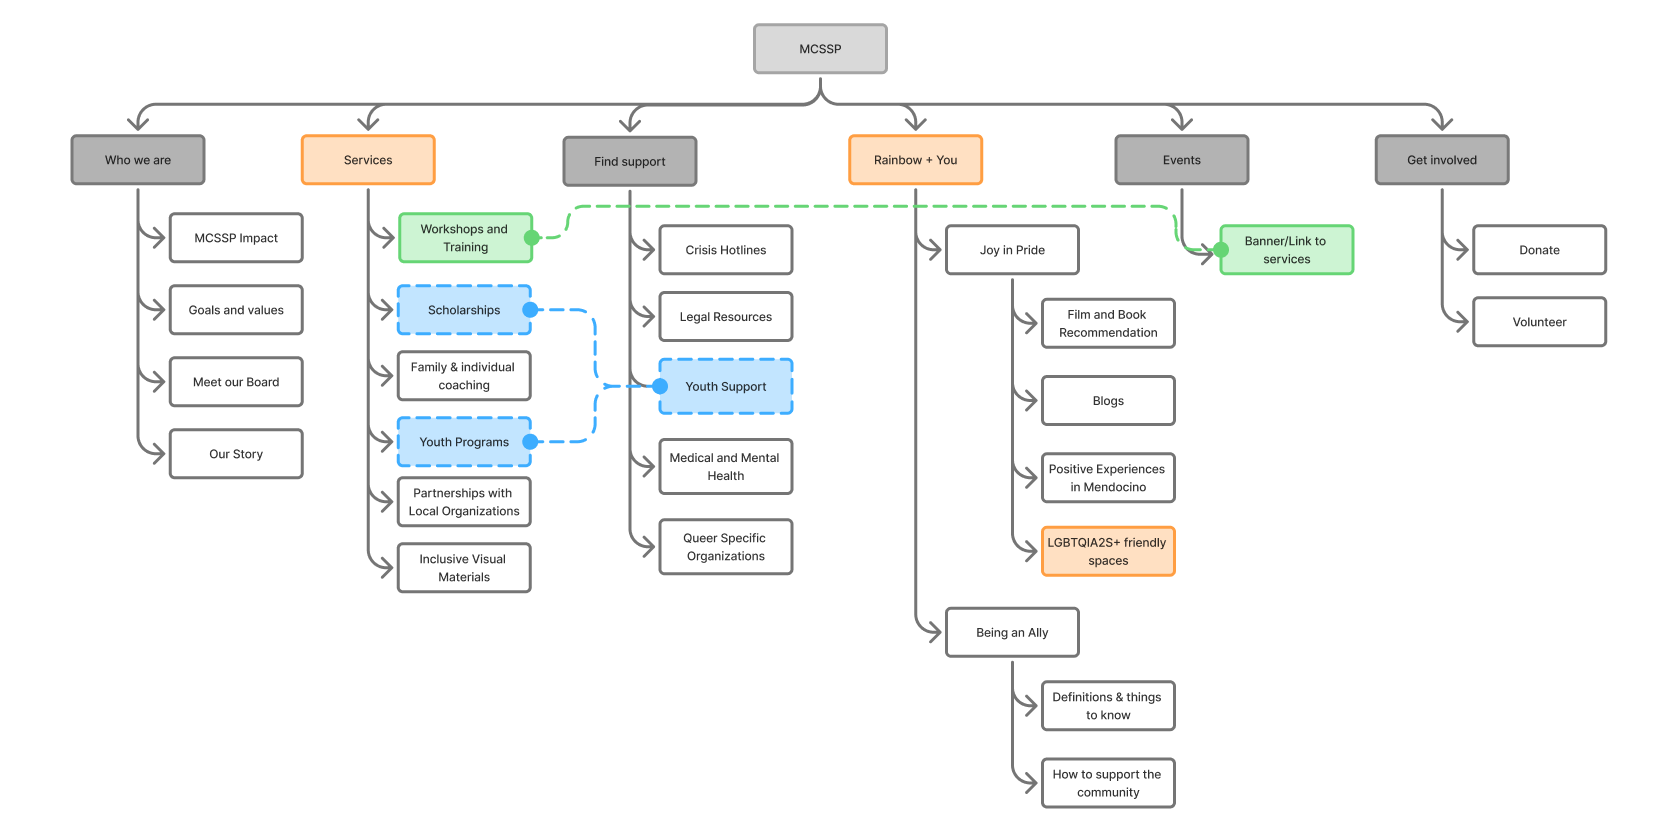 MCSSP
Who we are
Services
Find support
Rainbow + You
Events
Get involved
MCSSP Impact
Goals and values
Meet our Board
Our Story
Workshops and
Training
Scholarships
Family & individual
coaching
Youth Programs
Partnerships with
Local Organizations
Inclusive Visual
Materials
Crisis Hotlines
Legal Resources
Youth Support
Medical and Mental
Health
Queer Specific
Organizations
Joy in Pride
Film and Book
Recommendation
Blogs
Positive Experiences
in Mendocino
LGBTQIA2S+ friendly
spaces
Being an Ally
Definitions & things
to know
How to support the
community
Banner/Link to
services
Donate
Volunteer